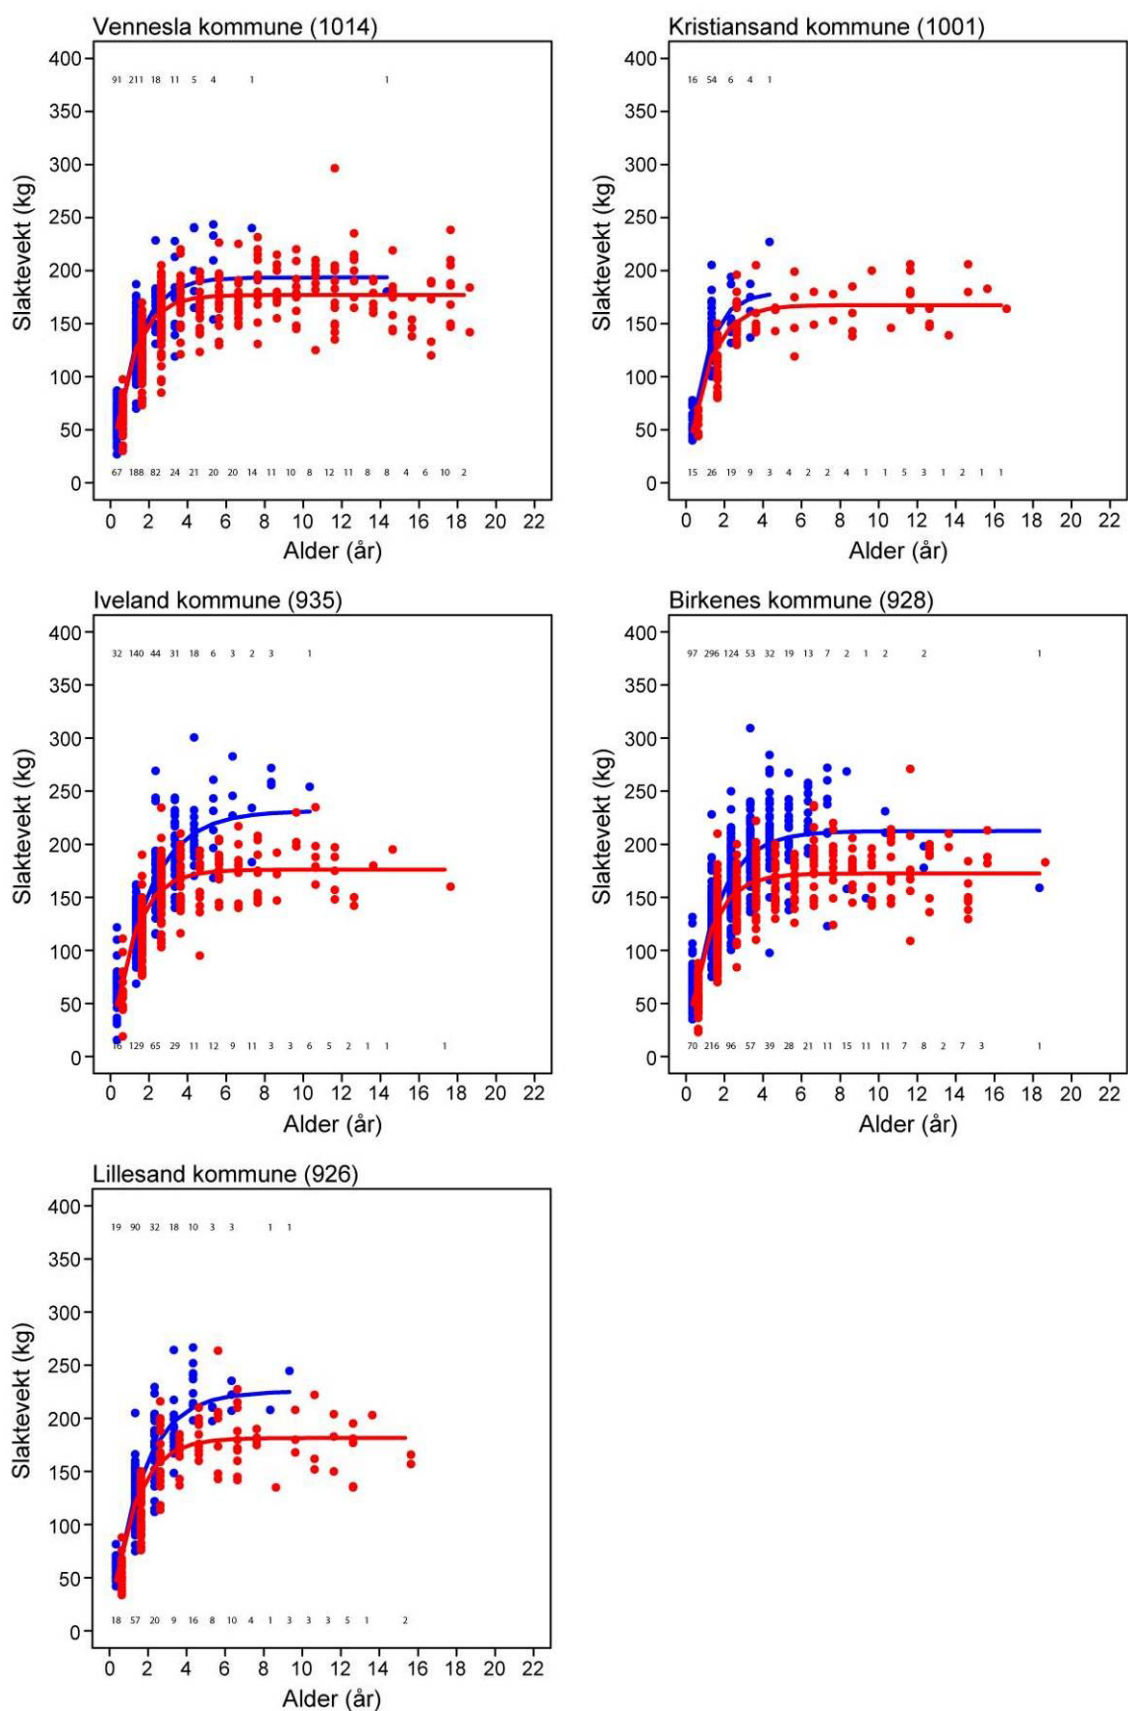 Vennesla kommune (1014)
400
91 211 18 11 5 4 1 1
350
300
250
200
150
100
50
67 188 82 24 21 20 20 14 11 10 8 12 11 8 8 4 6 10 2
0
Slaktevekt (kg)
0 2 4 6 8 10 12 14 16 18 20 22
Alder (år)
Kristiansand kommune (1001)
400
16 54 6 4 1
350
300
250
200
150
100
50
15 26 19 9 3 4 2 2 4 1 1 5 3 1 2 1 1
0
Slaktevekt (kg)
0 2 4 6 8 10 12 14 16 18 20 22
Alder (år)
Iveland kommune (935)
400
32 140 44 31 18 6 3 2 3 1
350
300
250
200
150
100
50
16 129 65 29 11 12 9 11 3 3 6 5 2 1 1 1
0
Slaktevekt (kg)
0 2 4 6 8 10 12 14 16 18 20 22
Alder (år)
Birkenes kommune (928)
400
97 296 124 53 32 19 13 7 2 1 2 2 1
350
300
250
200
150
100
50
70 216 96 57 39 28 21 11 15 11 11 7 8 2 7 3 1
0
Slaktevekt (kg)
0 2 4 6 8 10 12 14 16 18 20 22
Alder (år)
Lillesand kommune (926)
400
19 90 32 18 10 3 3 1 1
350
300
250
200
150
100
50
18 57 20 9 16 8 10 4 1 3 3 3 5 1 2
0
Slaktevekt (kg)
0 2 4 6 8 10 12 14 16 18 20 22
Alder (år)